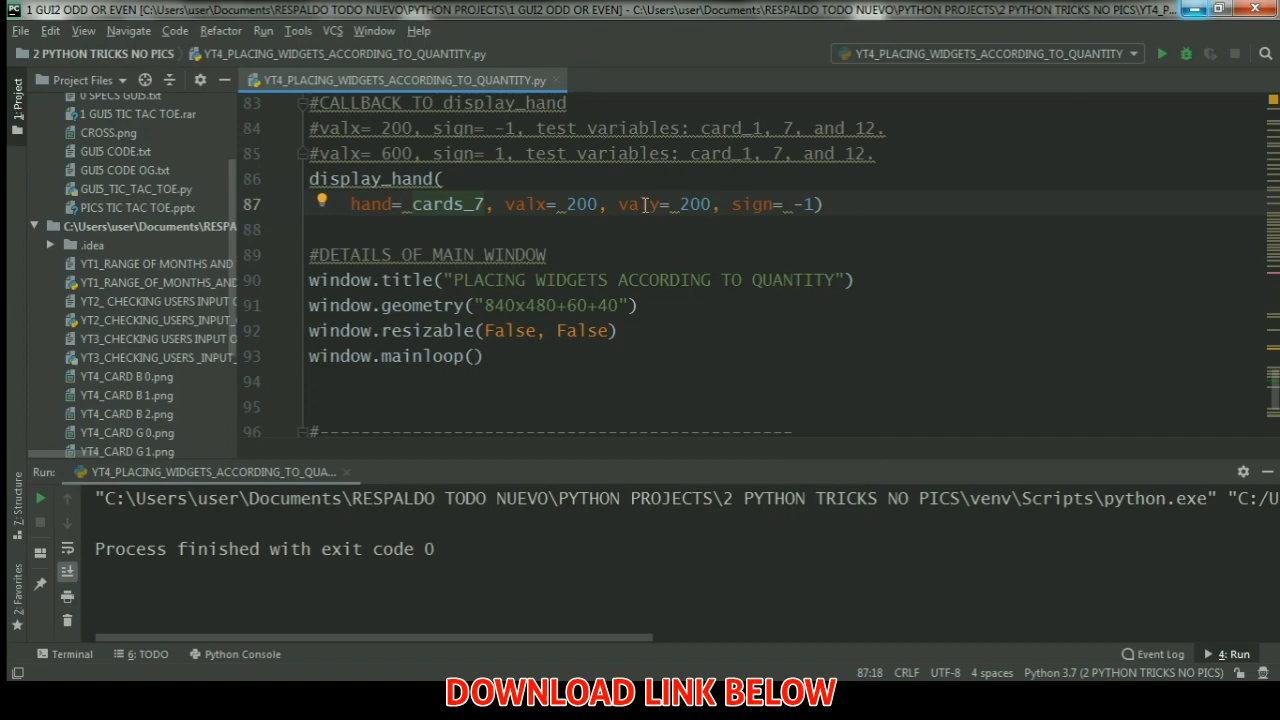 1 GUI2 ODD OR EVEN [C:\Users\user\Documents\RESPALDO TODO NUEVO\PYTHON PROJECTS\1 GUI2 ODD OR EVEN] - C:\Users\user\Documents\RESPALDO TODO NUEVO\PYTHON PROJECTS\2 PYTHON TRICKS NO PICS\YT4_P...
File Edit View Navigate Code Refactor Run Tools VCS Window Help
2 PYTHON TRICKS NO PICS YT4_PLACING_WIDGETS_ACCORDING_TO_QUANTITY.py YT4_PLACING_WIDGETS_ACCORDING_TO_QUANTITY
1: Project
Project Files YT4_PLACING_WIDGETS_ACCORDING_TO_QUANTITY.py
0 SPECS GUI5.txt
1 GUI TIC TAC TOE.rar
CROSS.png
GUI5 CODE.txt
GUI5 CODE OG.txt
GUI5_TIC_TAC_TOE.py
PICS TIC TAC TOE.pptx
C:\Users\user\Documents\RESPA
.idea
YT1_RANGE OF MONTHS AND
YT1_RANGE_OF_MONTHS_AND
YT2_ CHECKING USERS INPUT O
YT2_CHECKING_USERS_INPUT_
YT3_CHECKING USERS INPUT O
YT3_CHECKING_USERS _INPUT_
YT4_CARD B 0.png
YT4_CARD B 1.png
YT4_CARD B 2.png
YT4_CARD G 0.png
YT4_CARD G 1.png
83 #CALLBACK TO display_hand
84 #valx= 200, sign= -1, test variables: card_1, 7, and 12.
85 #valx= 600, sign= 1, test variables: card_1, 7, and 12.
86 display_hand(
87 hand= cards_7, valx= 200, valy= 200, sign= -1)
88
89 #DETAILS OF MAIN WINDOW
90 window.title("PLACING WIDGETS ACCORDING TO QUANTITY")
91 window.geometry("840x480+60+40")
92 window.resizable(False, False)
93 window.mainloop()
94
95
96 #----------------------------------------------
Run: YT4_PLACING_WIDGETS_ACCORDING_TO_QUA...
"C:\Users\user\Documents\RESPALDO TODO NUEVO\PYTHON PROJECTS\2 PYTHON TRICKS NO PICS\venv\Scripts\python.exe" "C:/U
Process finished with exit code 0
7: Structure
2: Favorites
Terminal 6: TODO Python Console Event Log 4: Run
87:18 CRLF UTF-8 4 spaces Python 3.7 (2 PYTHON TRICKS NO PICS)
DOWNLOAD LINK BELOW